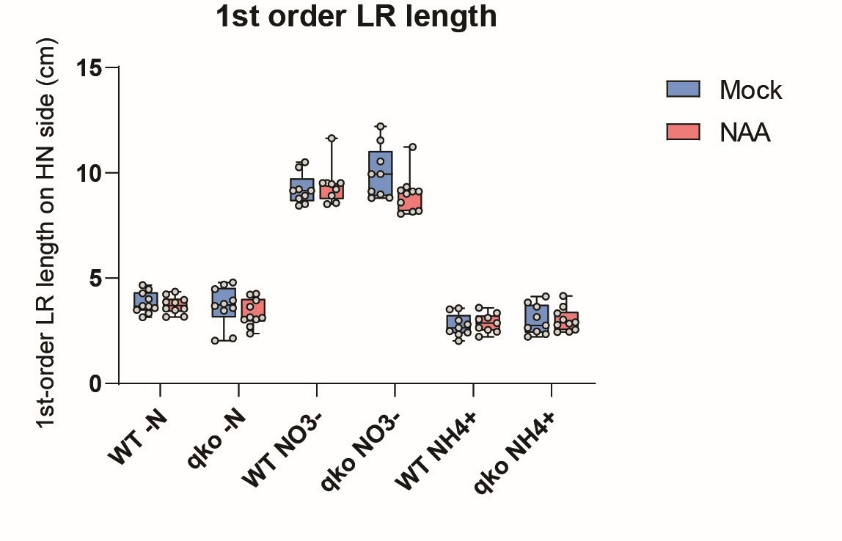 1st order LR length
1st-order LR length on HN side (cm)
15
10
5
0
WT -N
qko -N
WT NO3-
qko NO3-
WT NH4+
qko NH4+
Mock
NAA